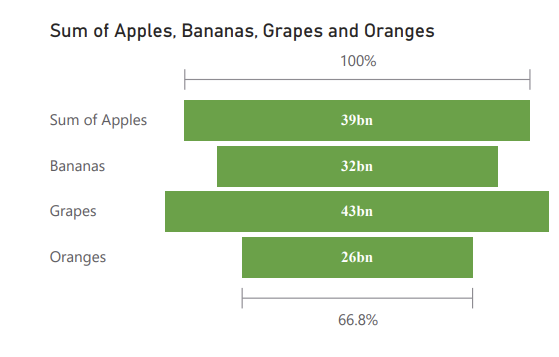 Sum of Apples, Bananas, Grapes and Oranges
100%
Sum of Apples 39bn
Bananas 32bn
Grapes 43bn
Oranges 26bn
66.8%